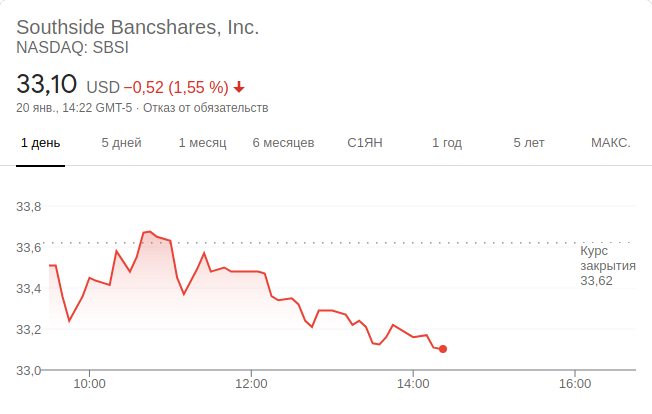 Southside Bancshares, Inc.
NASDAQ: SBSI
33,10 USD −0,52 (1,55 %)
20 янв., 14:22 GMT-5 · Отказ от обязательств
1 день 5 дней 1 месяц 6 месяцев С1ЯН 1 год 5 лет МАКС.
33,8
33,6
Курс
закрытия
33,62
33,4
33,2
33,0
10:00 12:00 14:00 16:00